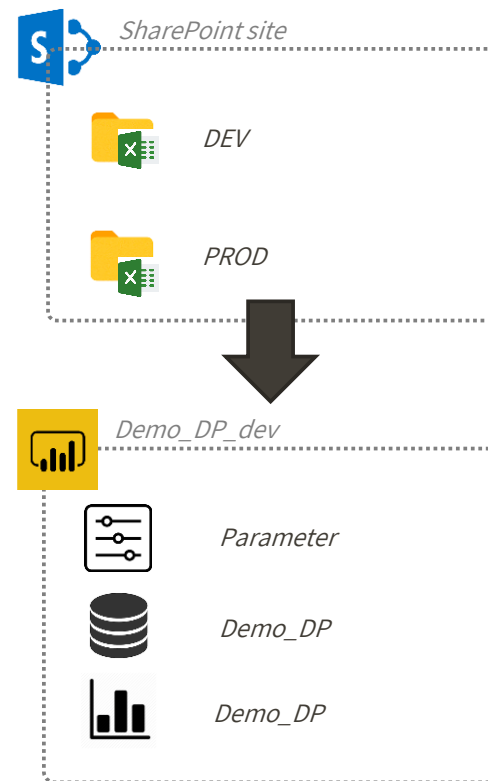 SharePoint site
DEV
PROD
Demo_DP_dev
Parameter
Demo_DP
Demo_DP